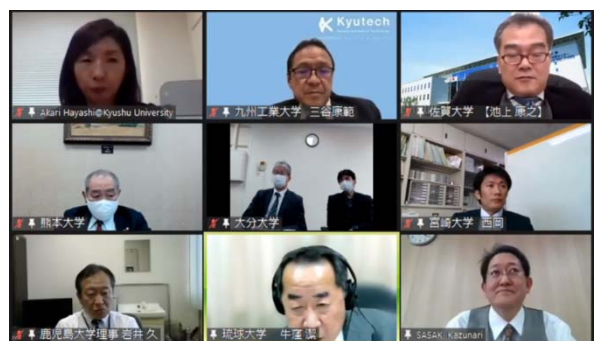 Kyutech
Akari Hayashi@Kyushu University
九州工業大学 三谷康範
佐賀大学 【池上 康之】
熊本大学
大分大学
宮崎大学 西岡
鹿児島大学理事 岩井 久
琉球大学 牛窪 潔
SASAKI Kazunari